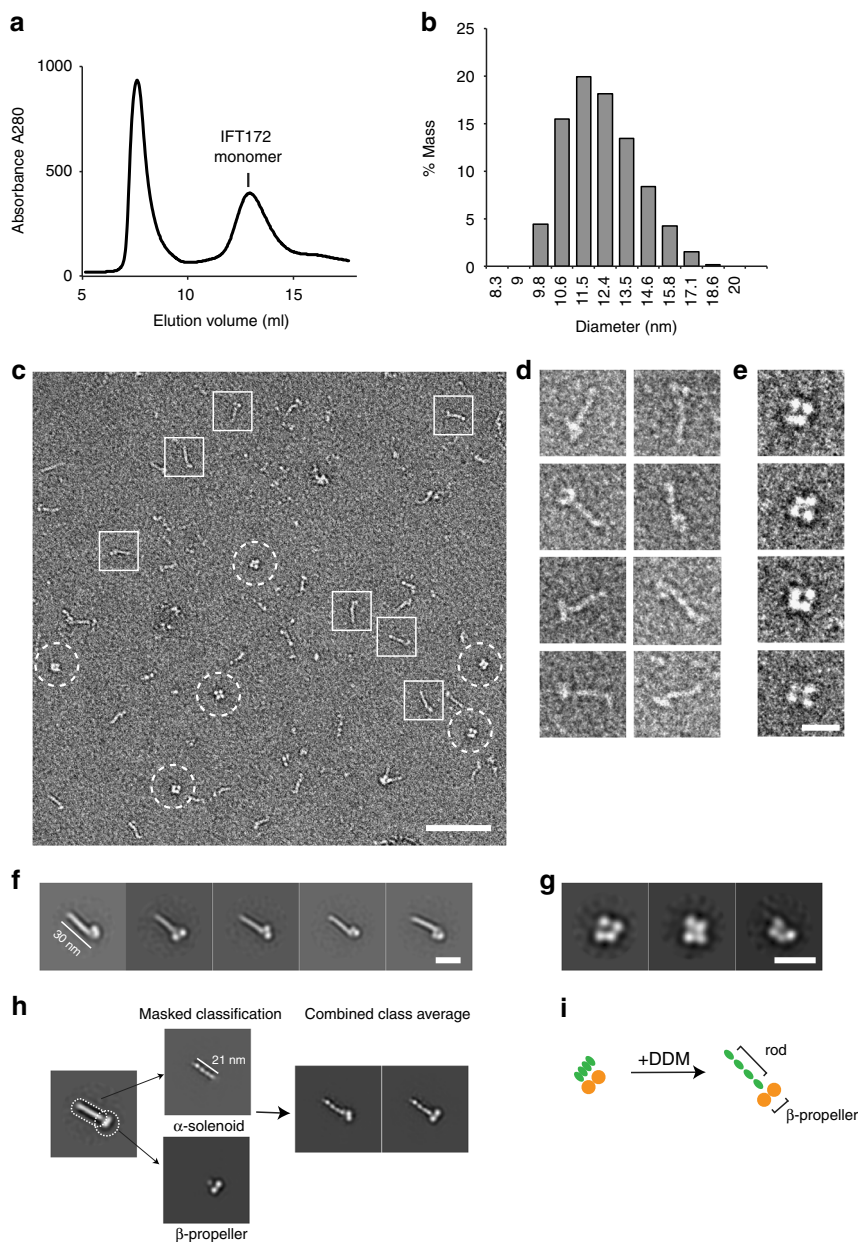 a
1000
500
0
Absorbance A280
IFT172
monomer
5
10
15
Elution volume (ml)
b
25
20
15
10
5
0
% Mass
8.3
9
9.8
10.6
11.5
12.4
13.5
14.6
15.8
17.1
18.6
20
Diameter (nm)
c
d
e
f
30 nm
g
h
Masked classification
Combined class average
21 nm
α-solenoid
β-propeller
i
+DDM
rod
β-propeller